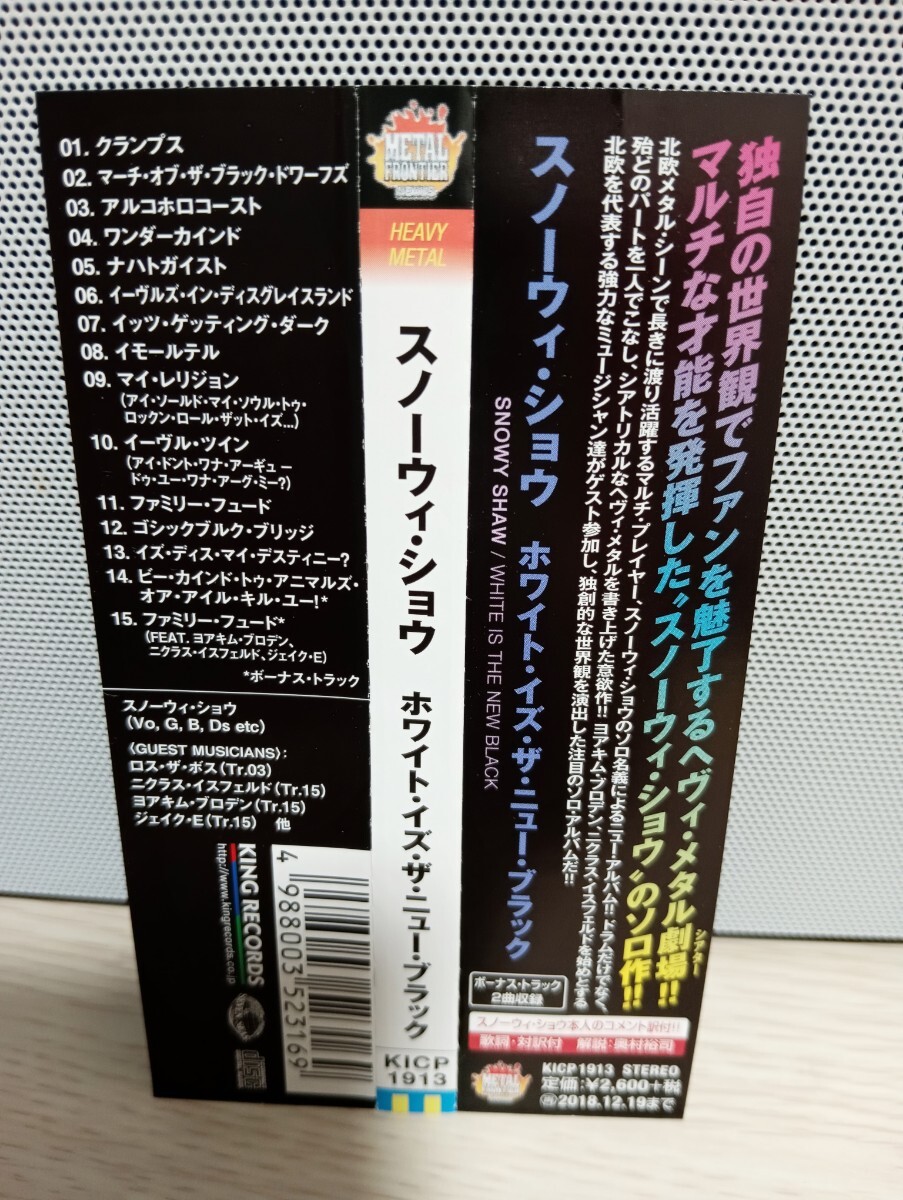 01. クランプス
02. マーチ・オブ・ザ・ブラック・ドワーフズ
03. アルコホロコースト
04. ワンダーカインド
05. ナハトガイスト
06. イーヴルズ・イン・ディスグレイスランド
07. イッツ・ゲッティング・ダーク
08. イモールテル
09. マイ・レリジョン
(アイ・ソールド・マイ・ソウル・トゥ・
ロックン・ロール・ザット・イズ...)
10. イーヴル・ツイン
(アイ・ドント・ワナ・アーギュー
ドゥ・ユー・ワナ・アーグ・ミー?)
11. ファミリー・フュード
12. ゴシックブルク・ブリッジ
13. イズ・ディス・マイ・デスティニー?
14. ビー・カインド・トゥ・アニマルズ・
オア・アイル・キル・ユー!*
15. ファミリー・フュード*
(FEAT. ヨアキム・ブロデン、
ニクラス・イスフェルド、ジェイク・E)
*ボーナス・トラック
スノーウィ・ショウ
(Vo, G, B, Ds etc)
〈GUEST MUSICIANS〉:
ロス・ザ・ボス(Tr.03)
ニクラス・イスフェルド(Tr.15)
ヨアキム・ブロデン(Tr.15)
ジェイク・E(Tr.15) 他
KING RECORDS
http://www.kingrecords.co.jp
4 988003 523169
METAL
FRONTIER
HEAVY
METAL
スノーウィ・ショウ ホワイト・イズ・ザ・ニュー・ブラック
KICP
1913
独自の世界観でファンを魅了するヘヴィ・メタル劇場!!
シアター
マルチな才能を発揮した“スノーウィ・ショウ”のソロ作!!
北欧メタル・シーンで長きに渡り活躍するマルチ・プレイヤー、スノーウィ・ショウのソロ名義によるニュー・アルバム!! ドラムだけでなく、
殆どのパートを一人でこなし、シアトリカルなヘヴィ・メタルを書き上げた意欲作!! ヨアキム・ブロデン、ニクラス・イスフェルドを始めとする
北欧を代表する強力なミュージシャン達がゲスト参加し、独創的な世界観を演出した注目のソロ・アルバムだ!!
スノーウィ・ショウ ホワイト・イズ・ザ・ニュー・ブラック
SNOWY SHAW / WHITE IS THE NEW BLACK
ボーナス・トラック
2曲収録
スノーウィ・ショウ本人のコメント訳付!!
歌詞・対訳付 解説:奥村裕司
METAL
FRONTIER
KICP 1913 STEREO
定価:¥2,600+税
再2018.12.19まで